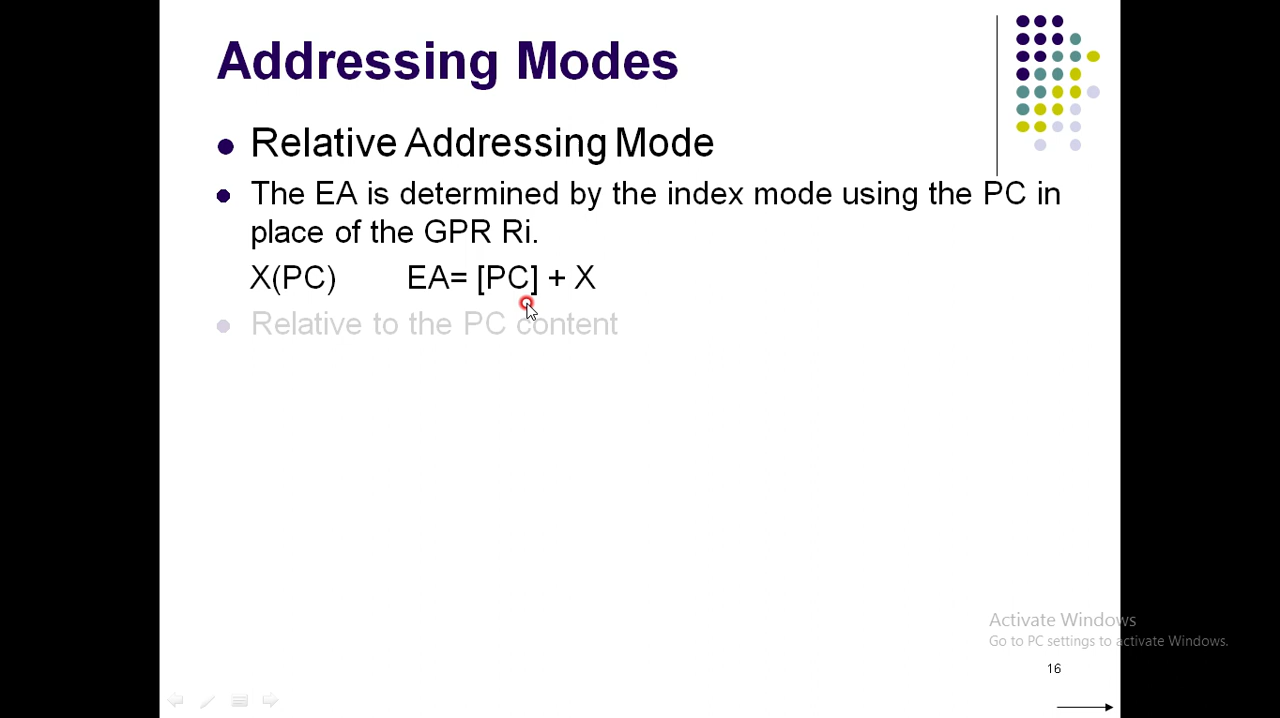 Addressing Modes
Relative Addressing Mode
The EA is determined by the index mode using the PC in
place of the GPR Ri.
X(PC) EA= [PC] + X
Relative to the PC content
Activate Windows
Go to PC settings to activate Windows.
16